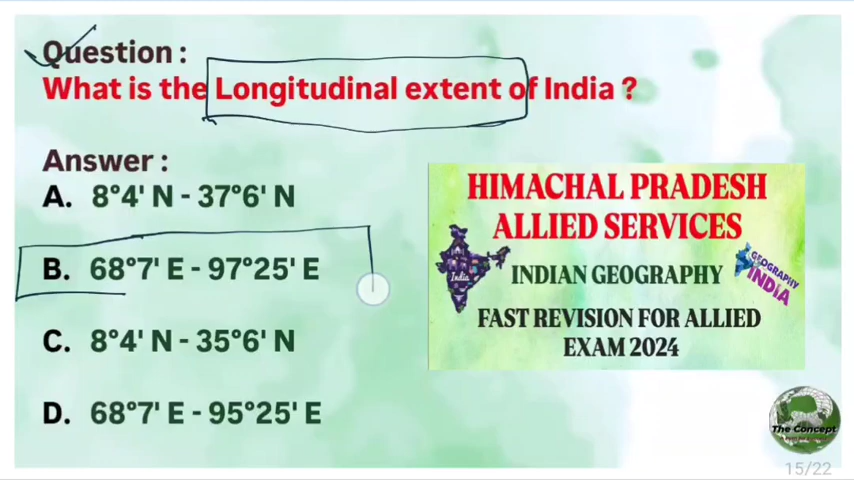 Question :
What is the Longitudinal extent of India ?
Answer :
A. 8°4' N - 37°6' N
B. 68°7' E - 97°25' E
C. 8°4' N - 35°6' N
D. 68°7' E - 95°25' E
HIMACHAL PRADESH
ALLIED SERVICES
India
INDIAN GEOGRAPHY
GEOGRAPHY
INDIA
FAST REVISION FOR ALLIED
EXAM 2024
The Concept
15/22